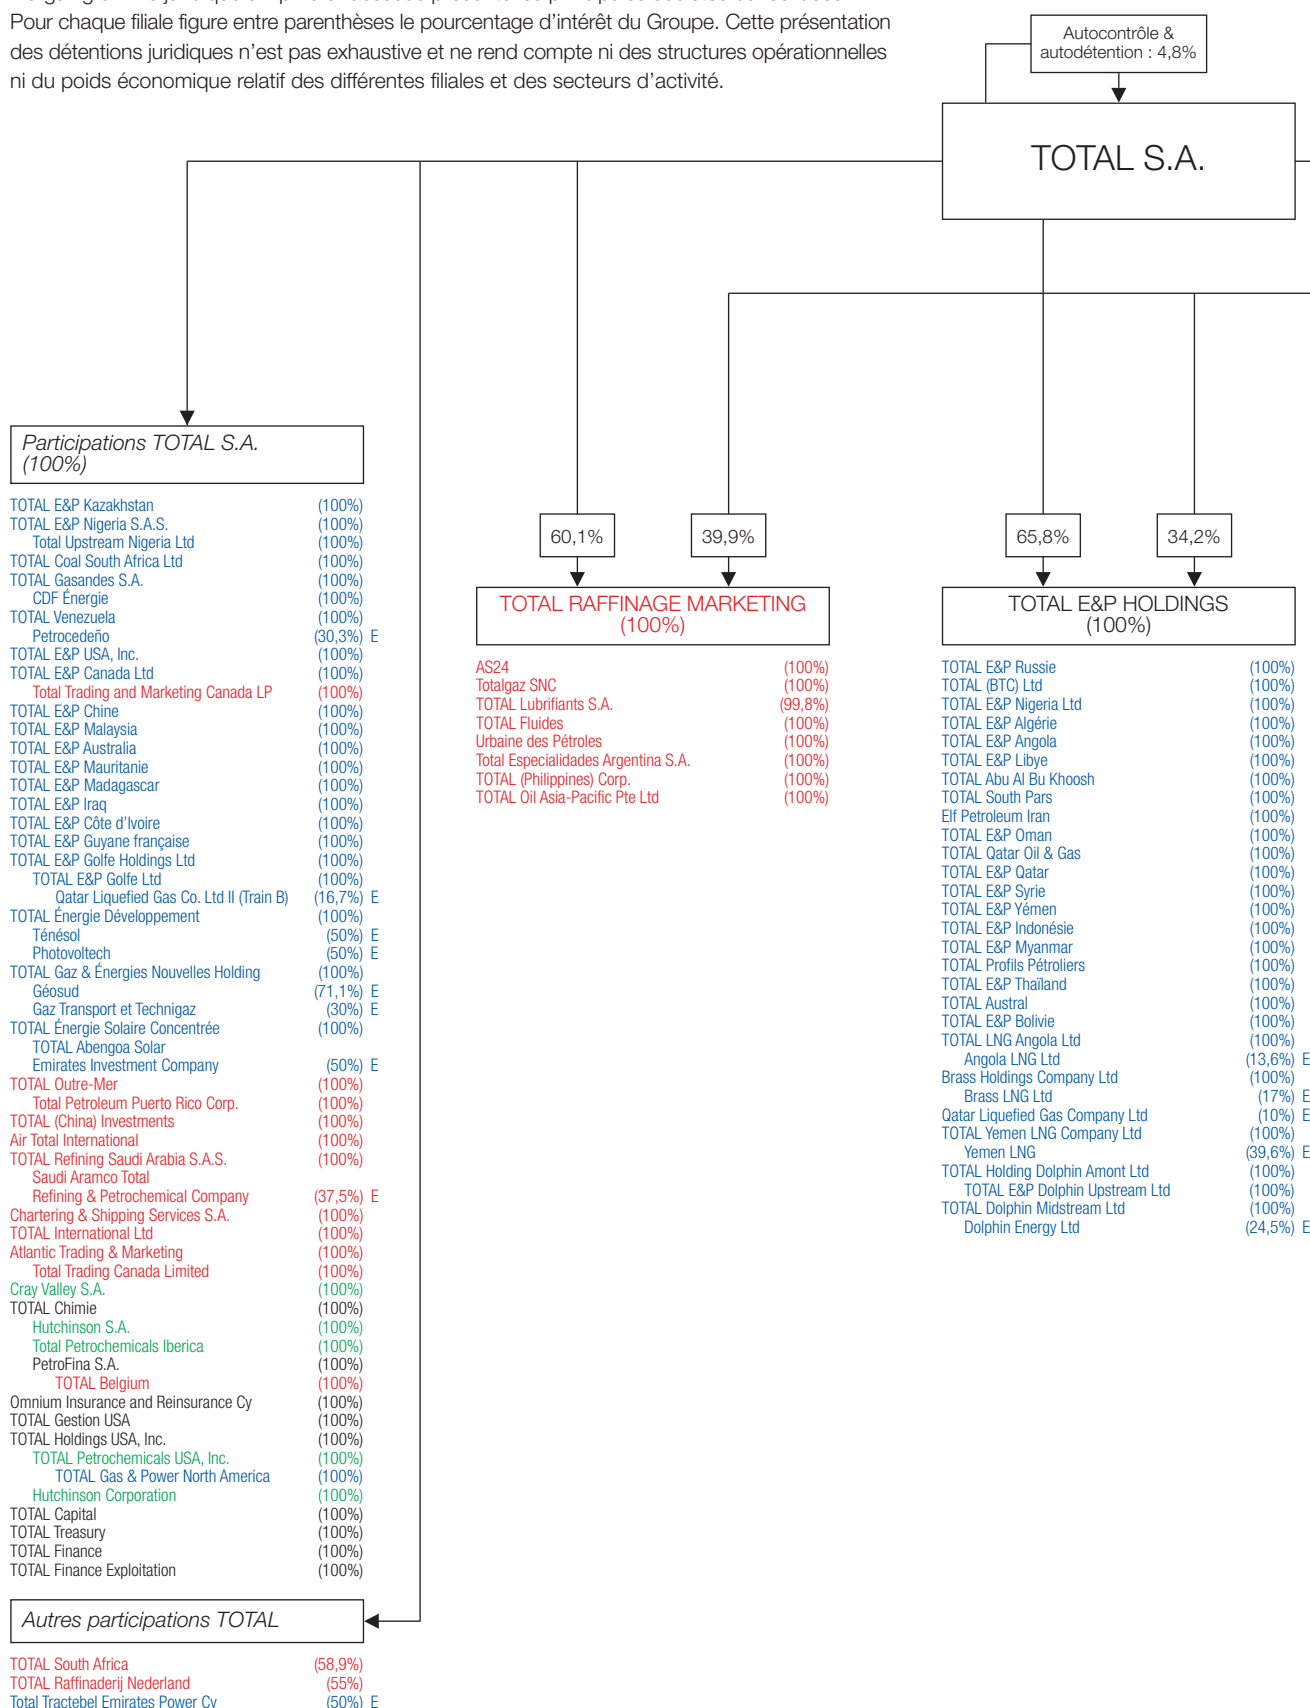 Pour chaque filiale figure entre parenthèses le pourcentage d'intérêt du Groupe. Cette présentation
des détentions juridiques n'est pas exhaustive et ne rend compte ni des structures opérationnelles
ni du poids économique relatif des différentes filiales et des secteurs d'activité.
Autocontrôle &
autodétention : 4,8%
TOTAL S.A.
Participations TOTAL S.A.
(100%)
TOTAL E&P Kazakhstan (100%)
TOTAL E&P Nigeria S.A.S. (100%)
Total Upstream Nigeria Ltd (100%)
TOTAL Coal South Africa Ltd (100%)
TOTAL Gasandes S.A. (100%)
CDF Énergie (100%)
TOTAL Venezuela (100%)
Petrocedeño (30,3%) E
TOTAL E&P USA, Inc. (100%)
TOTAL E&P Canada Ltd (100%)
Total Trading and Marketing Canada LP (100%)
TOTAL E&P Chine (100%)
TOTAL E&P Malaysia (100%)
TOTAL E&P Australia (100%)
TOTAL E&P Mauritanie (100%)
TOTAL E&P Madagascar (100%)
TOTAL E&P Iraq (100%)
TOTAL E&P Côte d'Ivoire (100%)
TOTAL E&P Guyane française (100%)
TOTAL E&P Golfe Holdings Ltd (100%)
TOTAL E&P Golfe Ltd (100%)
Qatar Liquefied Gas Co. Ltd II (Train B) (16,7%) E
TOTAL Énergie Développement (100%)
Ténésol (50%) E
Photovoltech (50%) E
TOTAL Gaz & Énergies Nouvelles Holding (100%)
Géosud (71,1%) E
Gaz Transport et Technigaz (30%) E
TOTAL Énergie Solaire Concentrée (100%)
TOTAL Abengoa Solar
Emirates Investment Company (50%) E
TOTAL Outre-Mer (100%)
Total Petroleum Puerto Rico Corp. (100%)
TOTAL (China) Investments (100%)
Air Total International (100%)
TOTAL Refining Saudi Arabia S.A.S. (100%)
Saudi Aramco Total
Refining & Petrochemical Company (37,5%) E
Chartering & Shipping Services S.A. (100%)
TOTAL International Ltd (100%)
Atlantic Trading & Marketing (100%)
Total Trading Canada Limited (100%)
Cray Valley S.A. (100%)
TOTAL Chimie (100%)
Hutchinson S.A. (100%)
Total Petrochemicals Iberica (100%)
PetroFina S.A. (100%)
TOTAL Belgium (100%)
Omnium Insurance and Reinsurance Cy (100%)
TOTAL Gestion USA (100%)
TOTAL Holdings USA, Inc. (100%)
TOTAL Petrochemicals USA, Inc. (100%)
TOTAL Gas & Power North America (100%)
Hutchinson Corporation (100%)
TOTAL Capital (100%)
TOTAL Treasury (100%)
TOTAL Finance (100%)
TOTAL Finance Exploitation (100%)
Autres participations TOTAL
TOTAL South Africa (58,9%)
TOTAL Raffinaderij Nederland (55%)
Total Tractebel Emirates Power Cy (50%) E
60,1%
39,9%
TOTAL RAFFINAGE MARKETING
(100%)
AS24 (100%)
Totalgaz SNC (100%)
TOTAL Lubrifiants S.A. (99,8%)
TOTAL Fluides (100%)
Urbaine des Pétroles (100%)
Total Especialidades Argentina S.A. (100%)
TOTAL (Philippines) Corp. (100%)
TOTAL Oil Asia-Pacific Pte Ltd (100%)
65,8%
34,2%
TOTAL E&P HOLDINGS
(100%)
TOTAL E&P Russie (100%)
TOTAL (BTC) Ltd (100%)
TOTAL E&P Nigeria Ltd (100%)
TOTAL E&P Algérie (100%)
TOTAL E&P Angola (100%)
TOTAL E&P Libye (100%)
TOTAL Abu Al Bu Khoosh (100%)
TOTAL South Pars (100%)
Elf Petroleum Iran (100%)
TOTAL E&P Oman (100%)
TOTAL Qatar Oil & Gas (100%)
TOTAL E&P Qatar (100%)
TOTAL E&P Syrie (100%)
TOTAL E&P Yémen (100%)
TOTAL E&P Indonésie (100%)
TOTAL E&P Myanmar (100%)
TOTAL Profils Pétroliers (100%)
TOTAL E&P Thaïland (100%)
TOTAL Austral (100%)
TOTAL E&P Bolivie (100%)
TOTAL LNG Angola Ltd (100%)
Angola LNG Ltd (13,6%) E
Brass Holdings Company Ltd (100%)
Brass LNG Ltd (17%) E
Qatar Liquefied Gas Company Ltd (10%) E
TOTAL Yemen LNG Company Ltd (100%)
Yemen LNG (39,6%) E
TOTAL Holding Dolphin Amont Ltd (100%)
TOTAL E&P Dolphin Upstream Ltd (100%)
TOTAL Dolphin Midstream Ltd (100%)
Dolphin Energy Ltd (24,5%) E